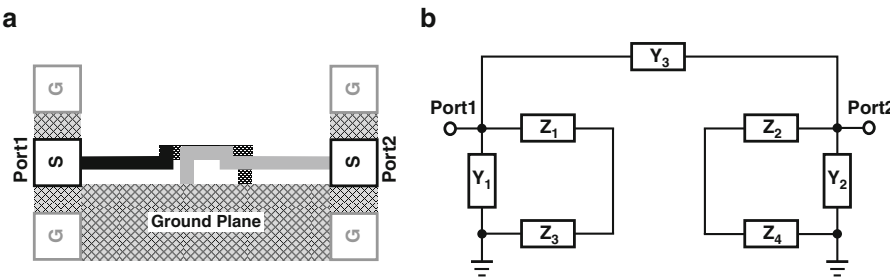 a
G
G
Port1
S
S
Port2
Ground Plane
G
G
b
Y3
Port1
Port2
Z1
Z2
Y1
Y2
Z3
Z4